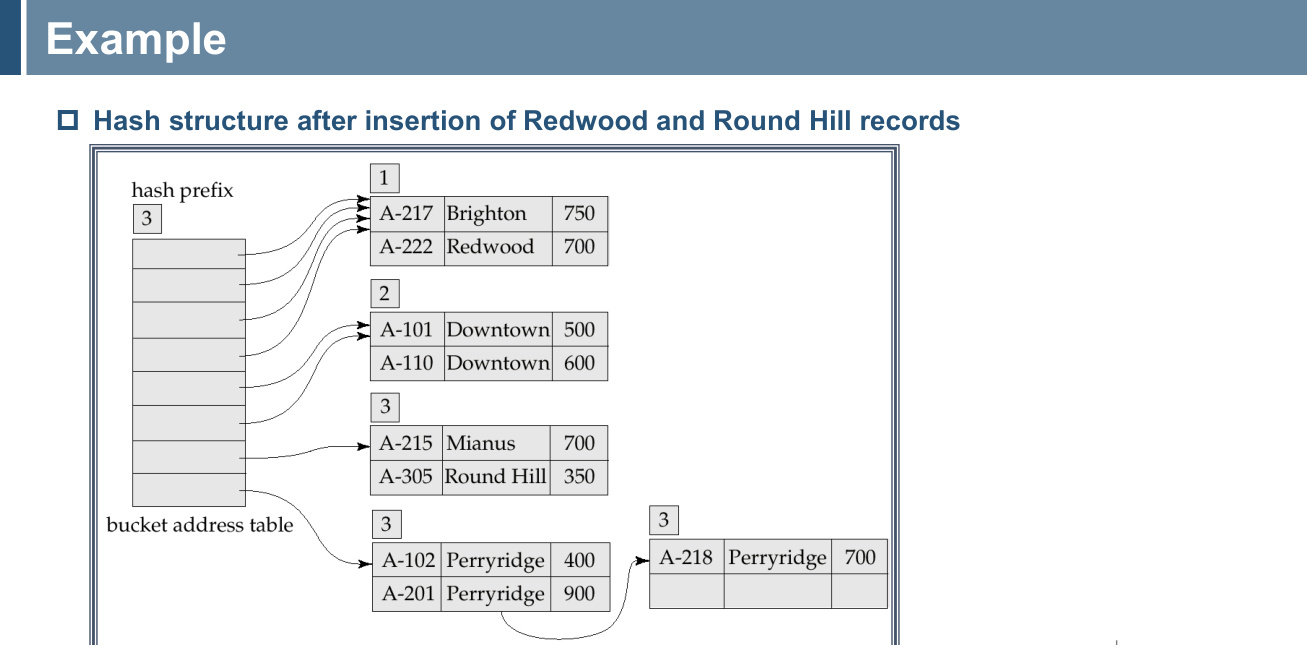 Example
Hash structure after insertion of Redwood and Round Hill records
hash prefix
3
bucket address table
1
A-217 Brighton 750
A-222 Redwood 700
2
A-101 Downtown 500
A-110 Downtown 600
3
A-215 Mianus 700
A-305 Round Hill 350
3
A-102 Perryridge 400
A-201 Perryridge 900
3
A-218 Perryridge 700